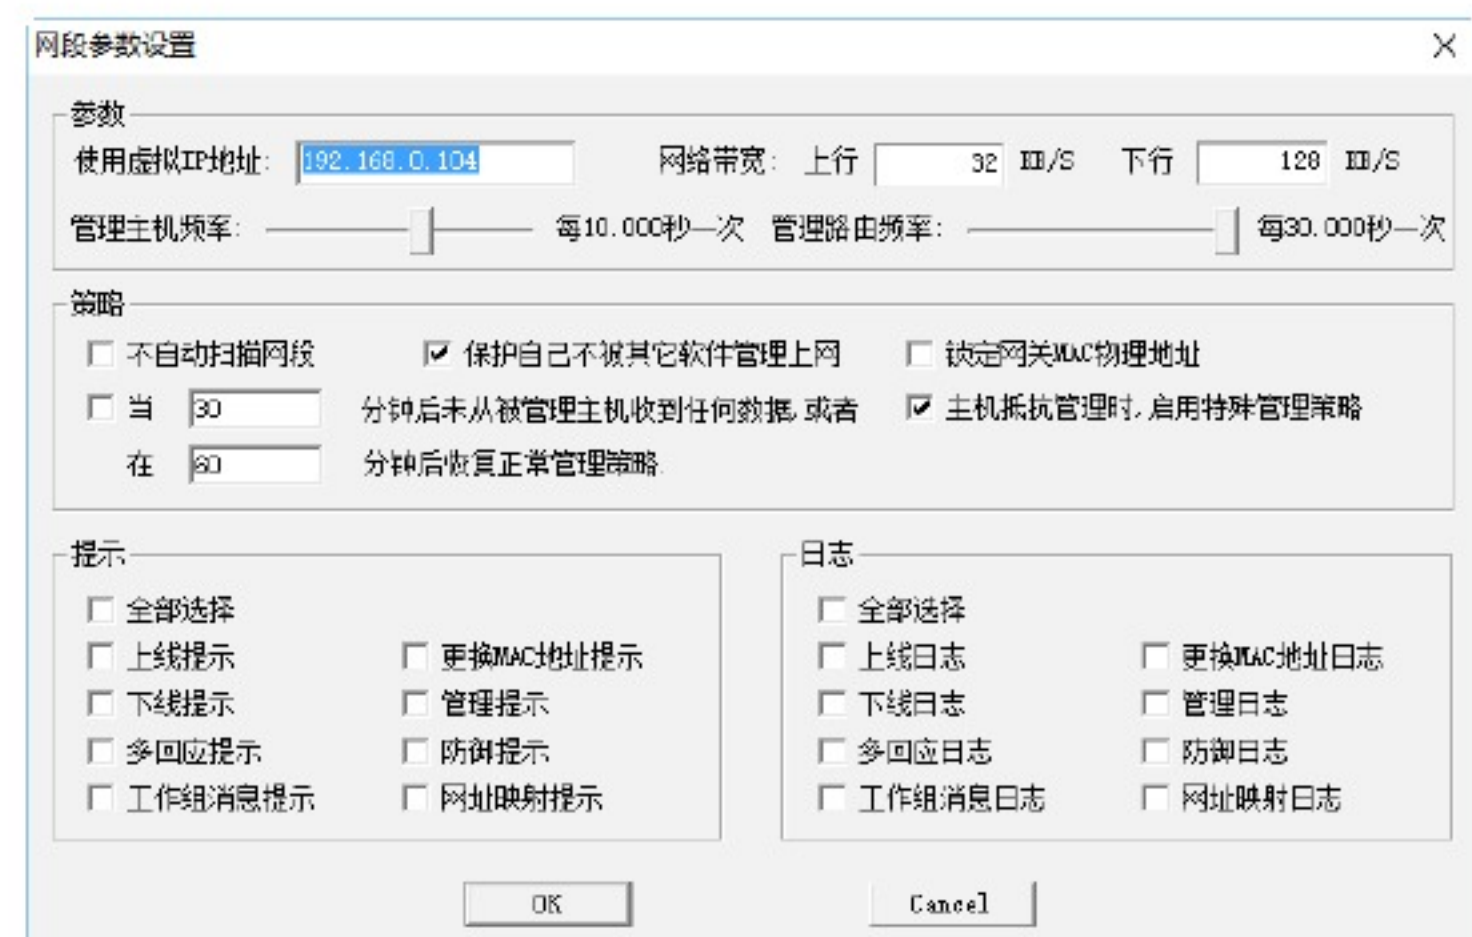 网段参数设置
参数
使用虚拟IP地址: 192.168.0.104 网络带宽: 上行 32 KB/S 下行 128 KB/S
管理主机频率: 每10.000秒一次 管理路由频率: 每30.000秒一次
策略
不自动扫描网段 保护自己不被其它软件管理上网 锁定网关MAC物理地址
当 30 分钟后未从被管理主机收到任何数据,或者 主机抵抗管理时,启用特殊管理策略
在 60 分钟后恢复正常管理策略.
提示 日志
全部选择 全部选择
上线提示 更换MAC地址提示 上线日志 更换MAC地址日志
下线提示 管理提示 下线日志 管理日志
多回应提示 防御提示 多回应日志 防御日志
工作组消息提示 网址映射提示 工作组消息日志 网址映射日志
OK Cancel